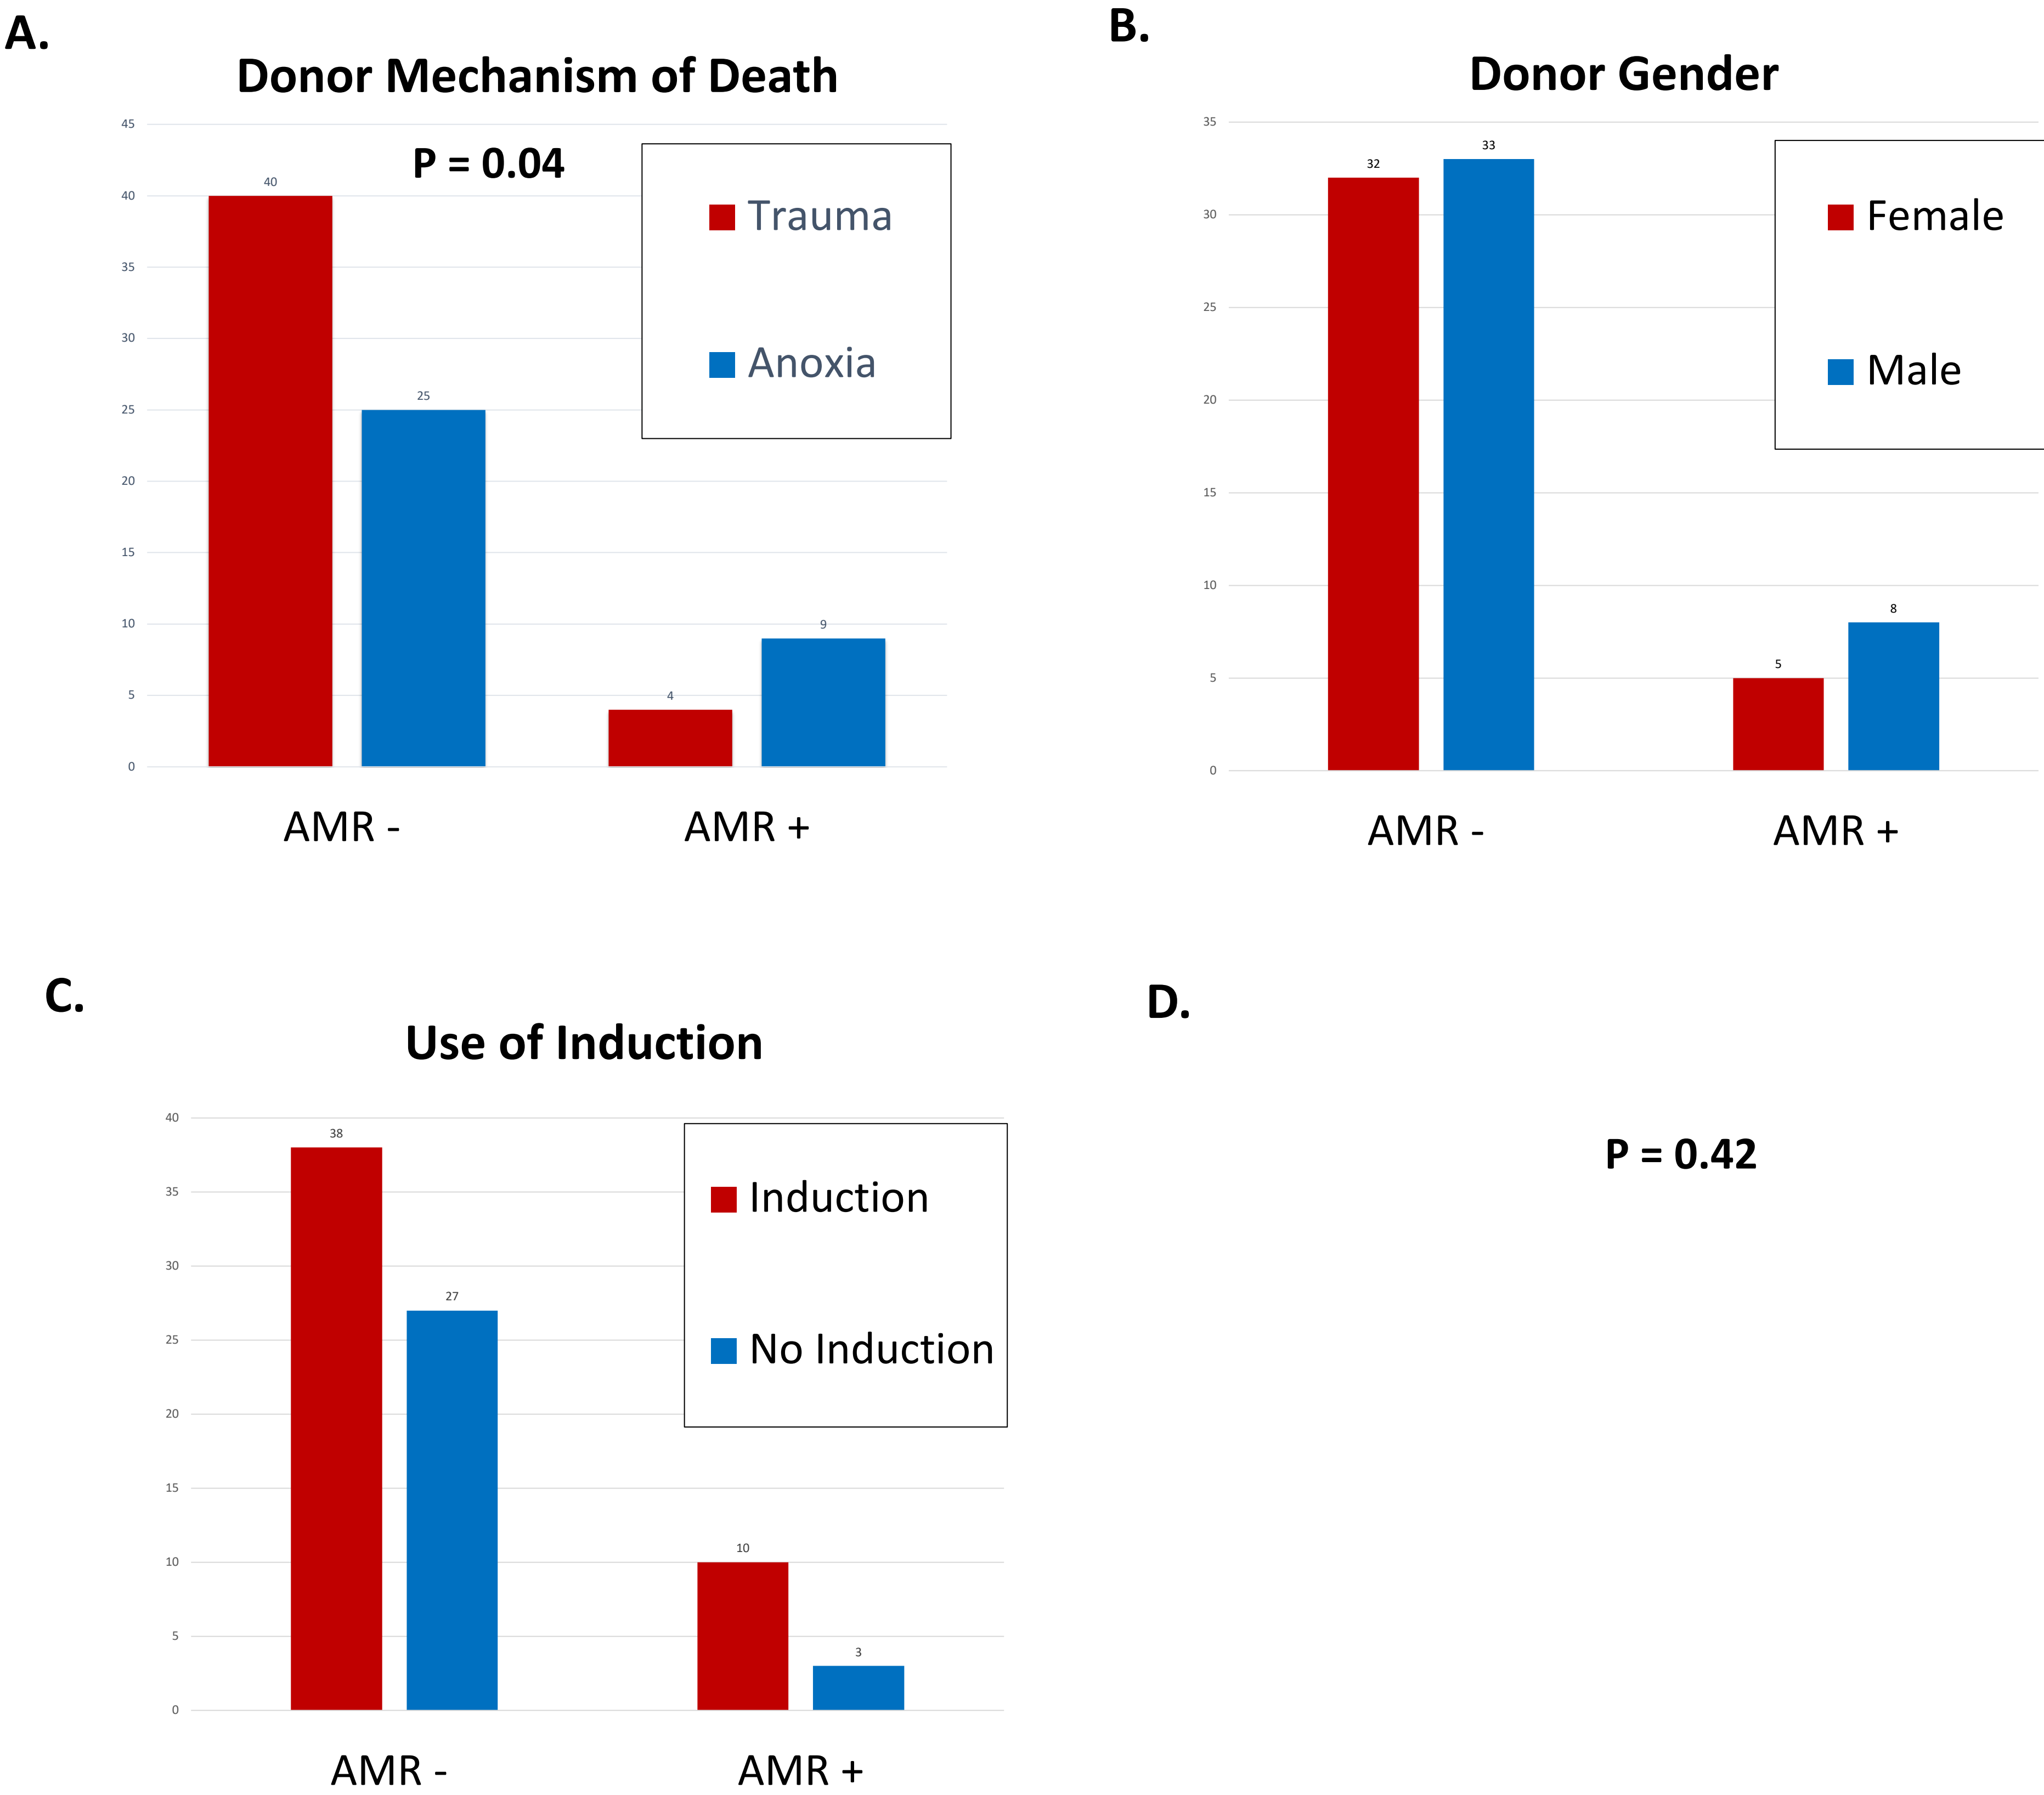 A.
Donor Mechanism of Death
P = 0.04
45
40
35
30
25
20
15
10
5
0
40
25
4
9
Trauma
Anoxia
AMR -
AMR +
B.
Donor Gender
35
30
25
20
15
10
5
0
32
33
5
8
Female
Male
AMR -
AMR +
C.
Use of Induction
40
35
30
25
20
15
10
5
0
38
27
10
3
Induction
No Induction
AMR -
AMR +
D.
P = 0.42